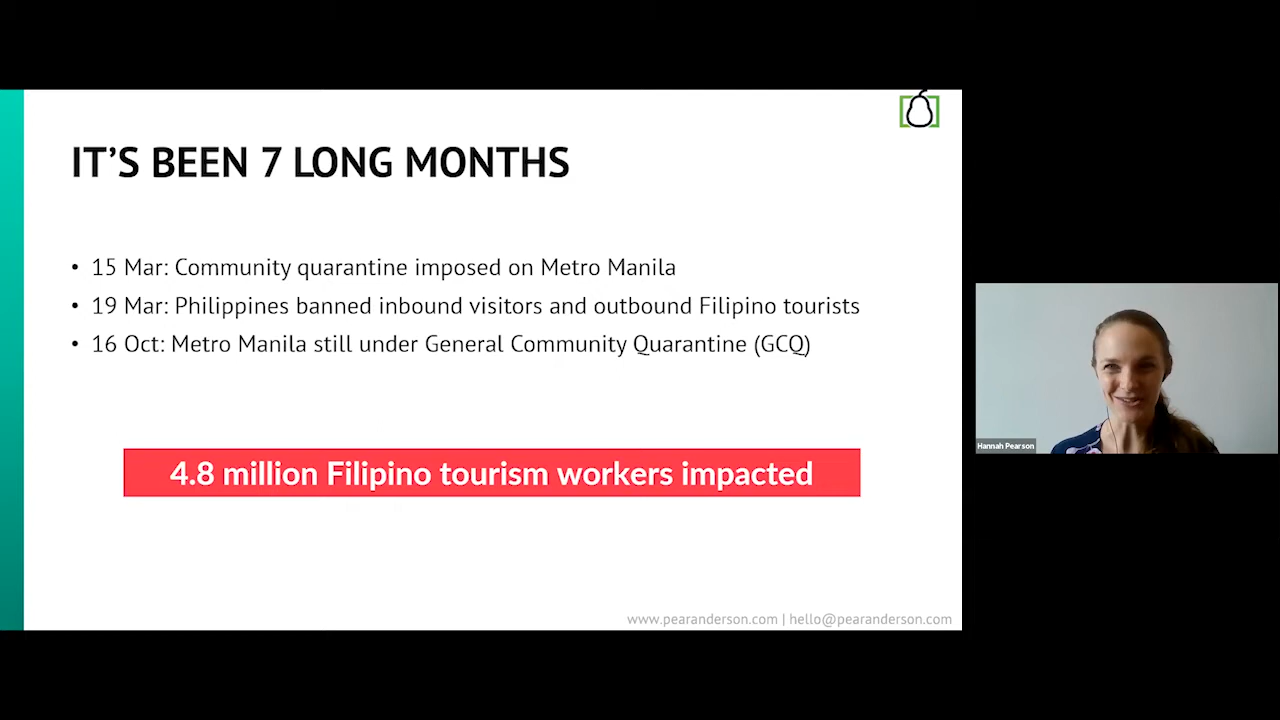 IT'S BEEN 7 LONG MONTHS
• 15 Mar: Community quarantine imposed on Metro Manila
• 19 Mar: Philippines banned inbound visitors and outbound Filipino tourists
• 16 Oct: Metro Manila still under General Community Quarantine (GCQ)
4.8 million Filipino tourism workers impacted
www.pearanderson.com | hello@pearanderson.com
Hannah Pearson